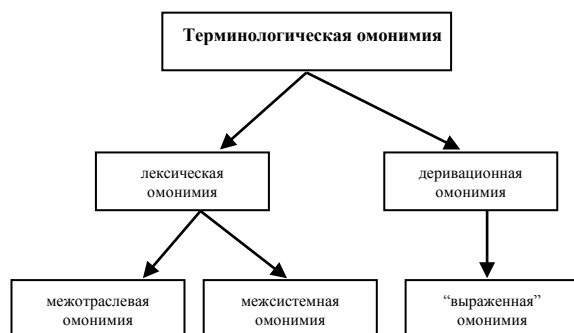 Терминологическая омонимия
лексическая
омонимия
деривационная
омонимия
межотраслевая
омонимия
межсистемная
омонимия
“выраженная”
омонимия